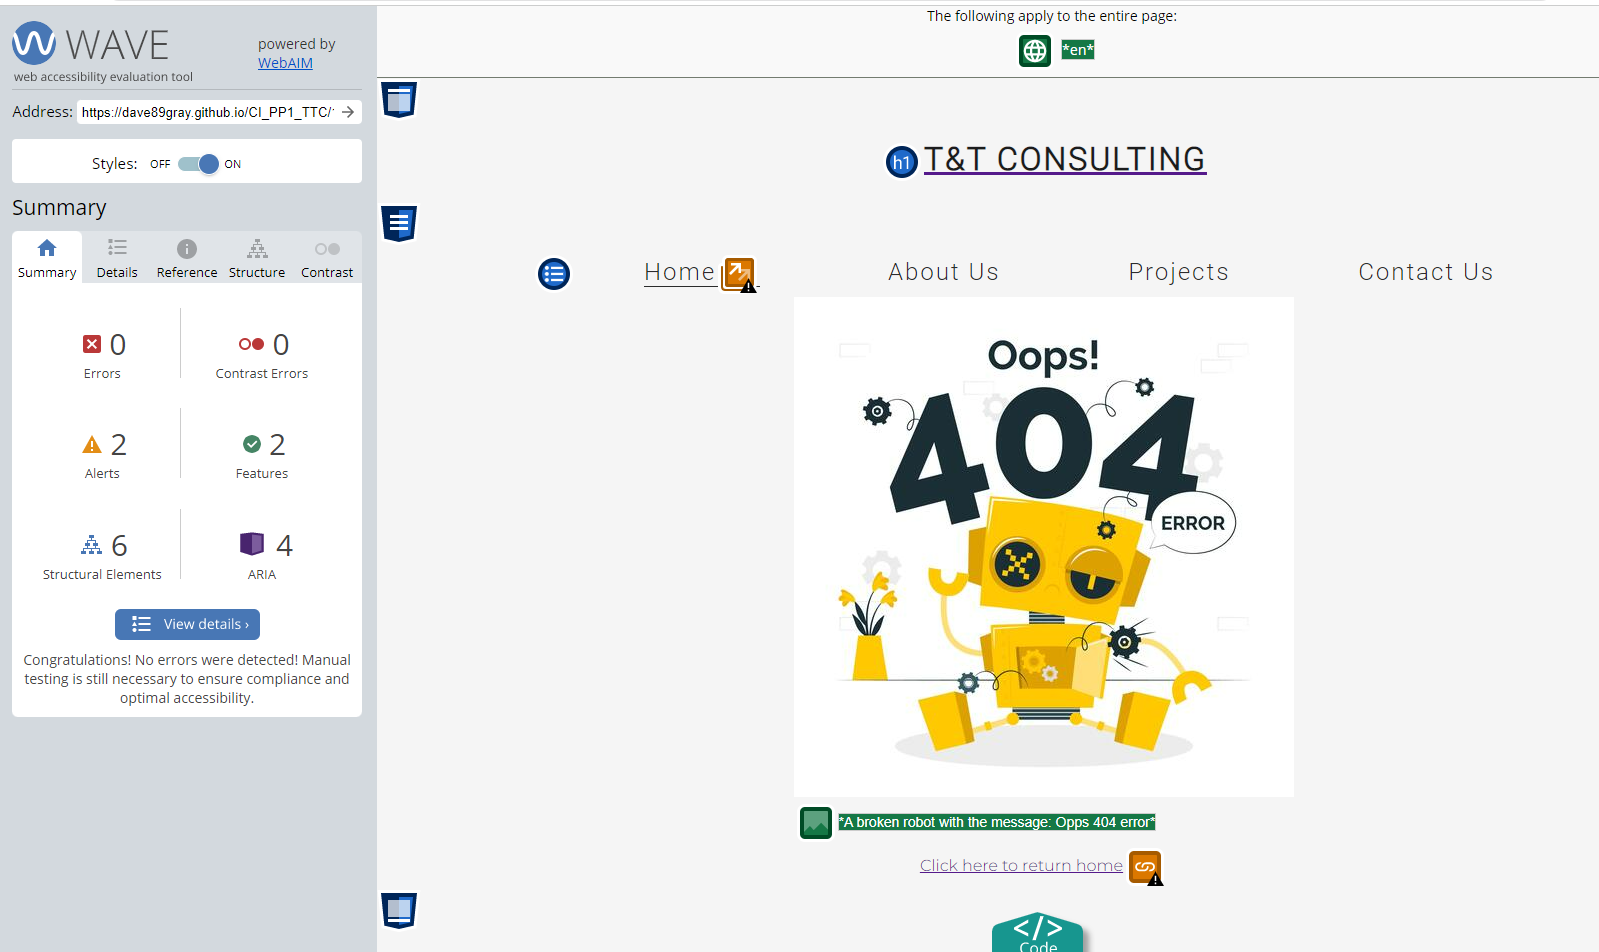 WAVE
web accessibility evaluation tool
powered by
WebAIM
Address: https://dave89gray.github.io/CI_PP1_TTC/
Styles: OFF ON
Summary
Summary Details Reference Structure Contrast
0 0
Errors Contrast Errors
2 2
Alerts Features
6 4
Structural Elements ARIA
View details ›
Congratulations! No errors were detected! Manual
testing is still necessary to ensure compliance and
optimal accessibility.
The following apply to the entire page:
*en*
h1 T&T CONSULTING
Home About Us Projects Contact Us
Oops!
404
ERROR
*A broken robot with the message: Opps 404 error*
Click here to return home
</>
Code